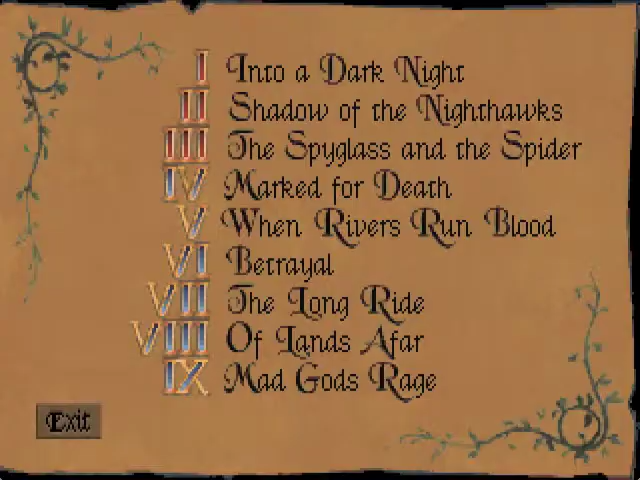 I Into a Dark Night
II Shadow of the Nighthawks
III The Spyglass and the Spider
IV Marked for Death
V When Rivers Run Blood
VI Betrayal
VII The Long Ride
VIII Of Lands Afar
IX Mad Gods Rage
Exit